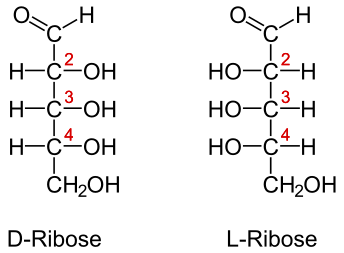 O H O H
C C
H C 2 OH HO C 2 H
H C 3 OH HO C 3 H
H C 4 OH HO C 4 H
CH₂OH CH₂OH
D-Ribose L-Ribose